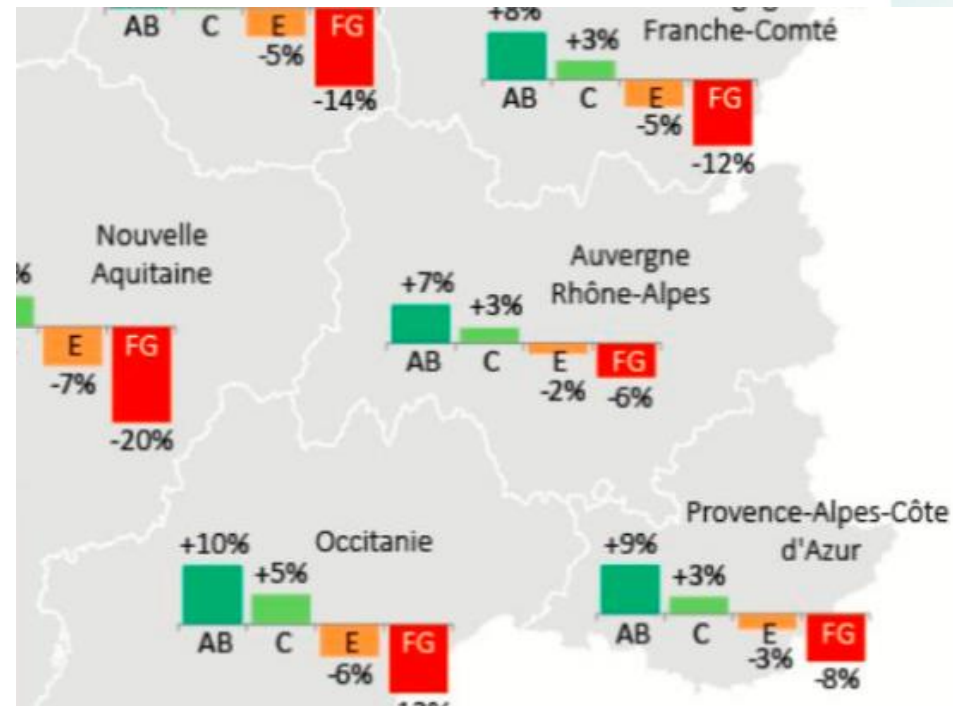 AB C E FG
-5%
-14%
+8%
+3%
Franche-Comté
AB C E FG
-5%
-12%
Nouvelle
Aquitaine
%
E FG
-7%
-20%
Auvergne
Rhône-Alpes
+7%
+3%
AB C E FG
-2% -6%
Occitanie
+10%
+5%
AB C E FG
-6%
Provence-Alpes-Côte
d'Azur
+9%
+3%
AB C E FG
-3%
-8%